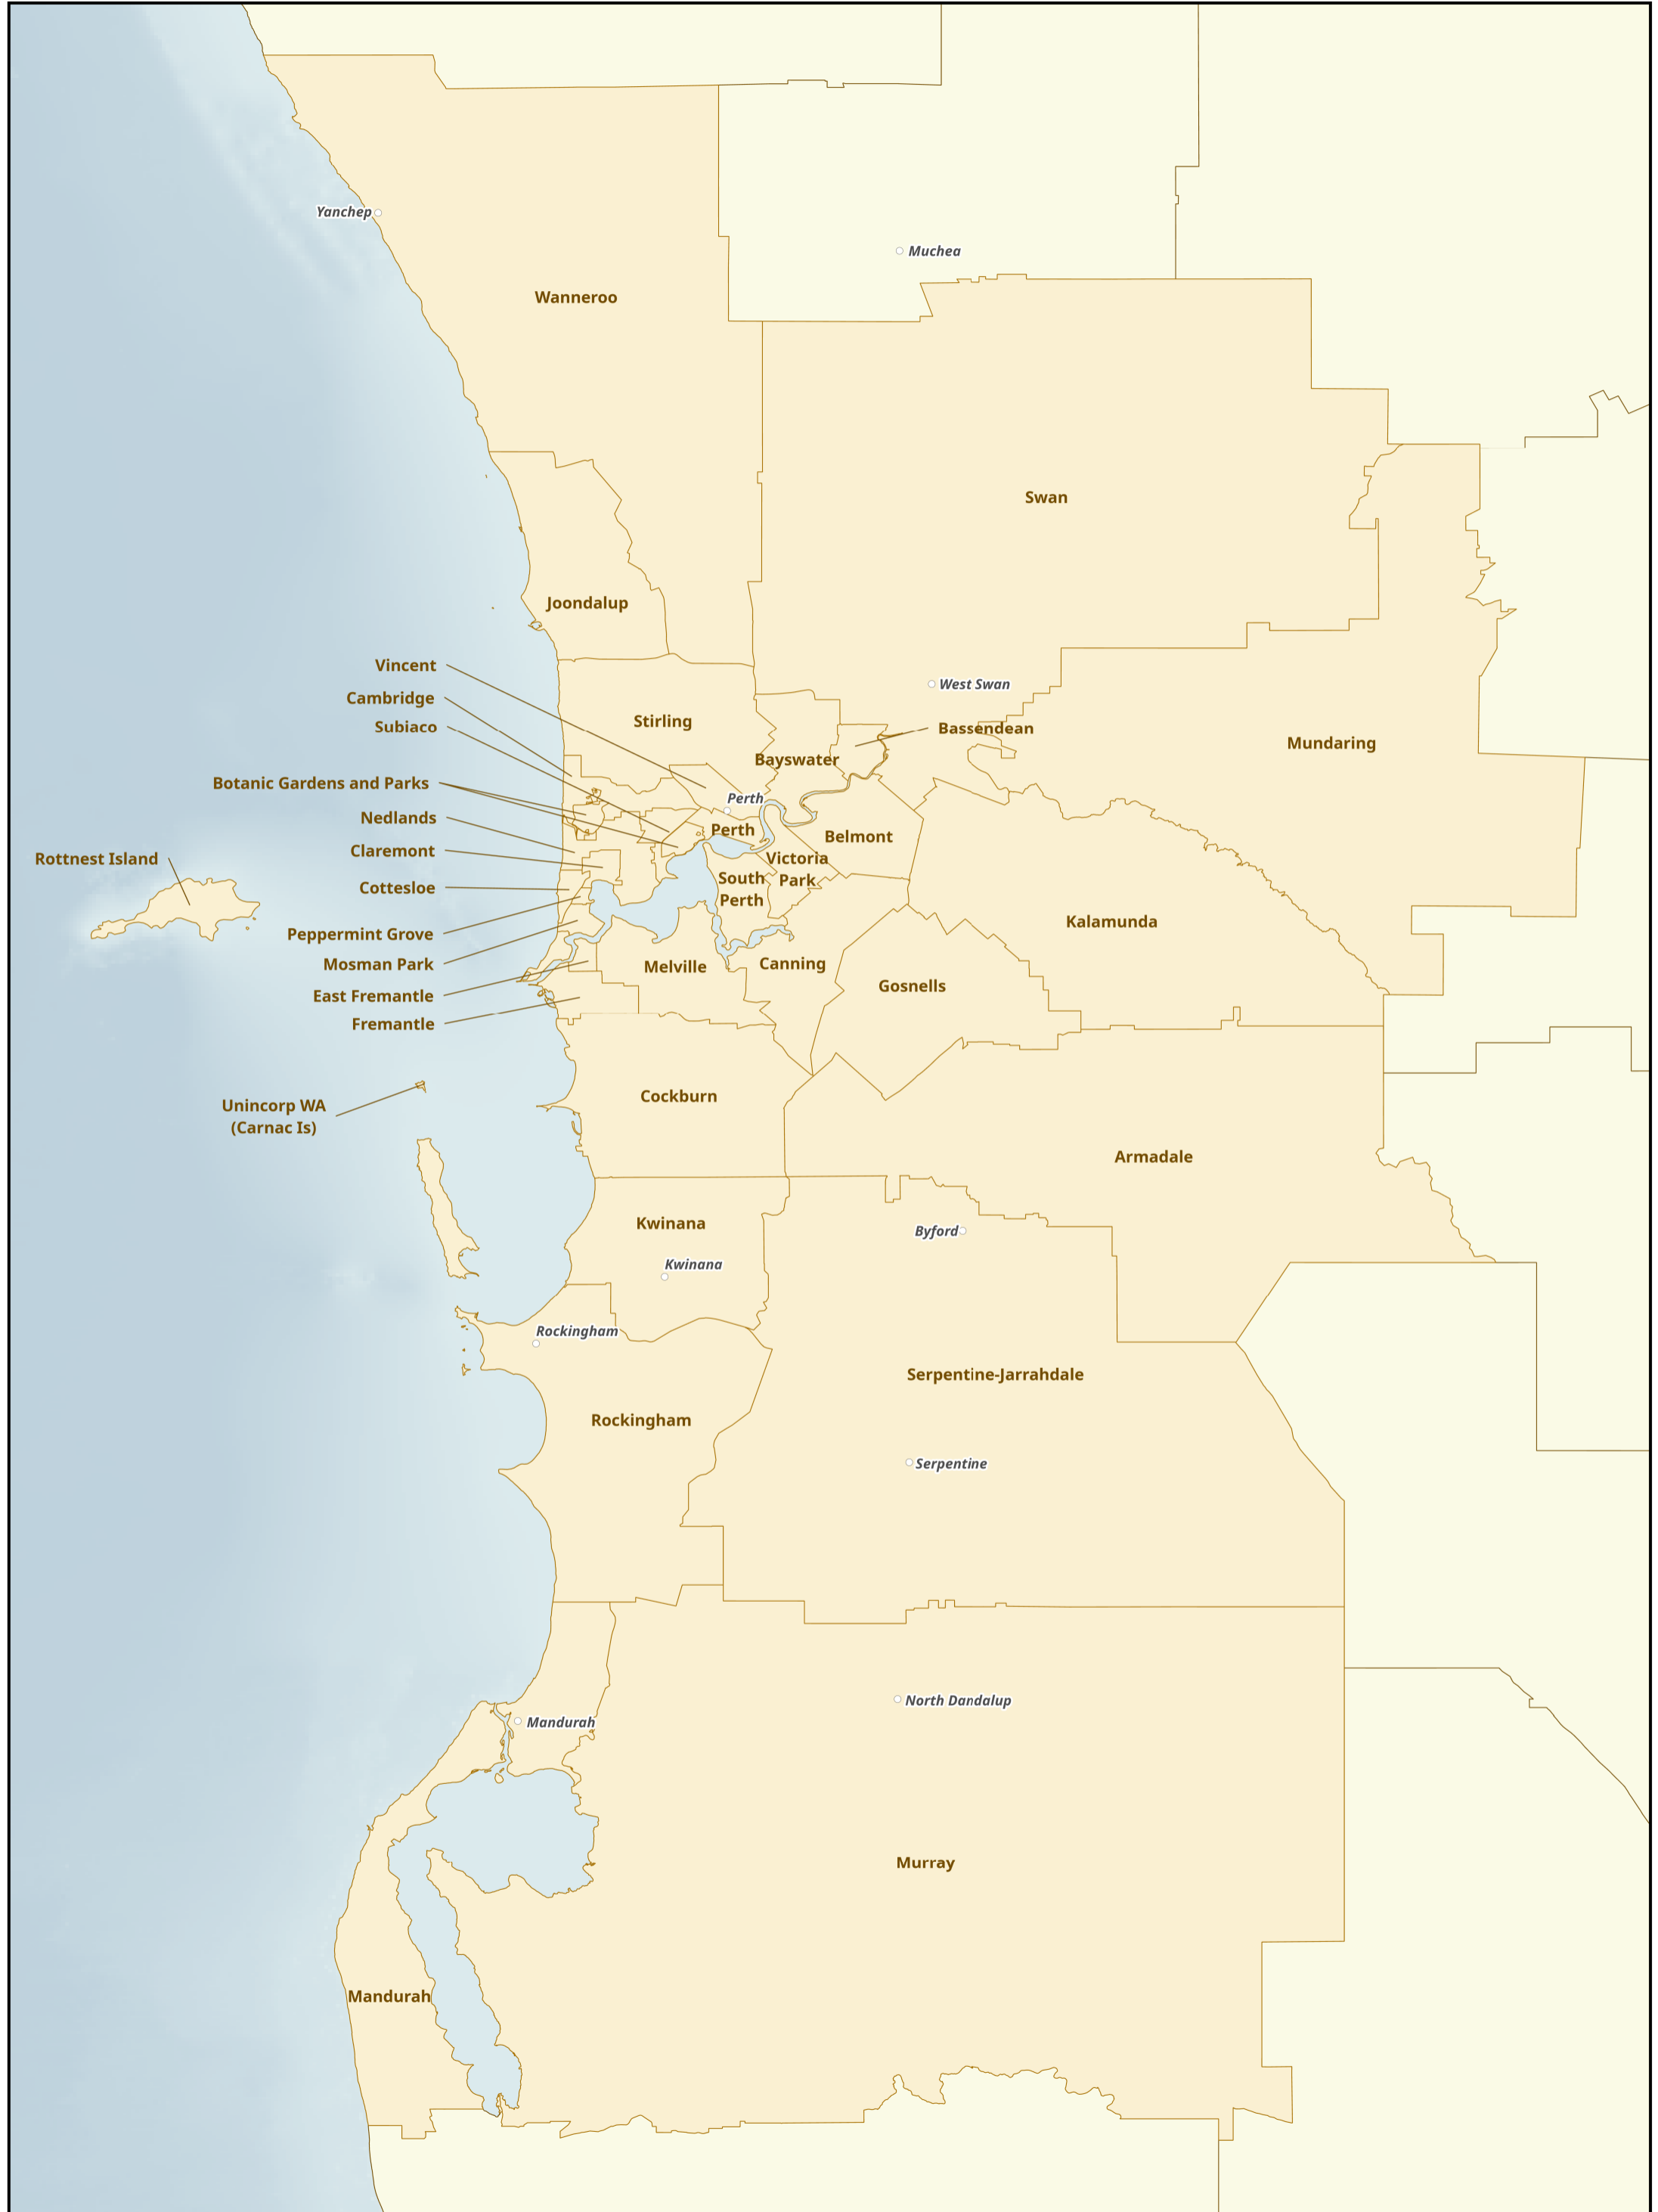 Yanchep
Muchea
Wanneroo
Swan
Joondalup
Vincent
West Swan
Cambridge
Stirling
Subiaco
Bassendean
Mundaring
Bayswater
Botanic Gardens and Parks
Perth
Nedlands
Perth
Belmont
Claremont
Victoria
Park
Rottnest Island
South
Perth
Cottesloe
Kalamunda
Peppermint Grove
Mosman Park
Melville
Canning
Gosnells
East Fremantle
Fremantle
Unincorp WA
(Carnac Is)
Cockburn
Armadale
Kwinana
Byford
Kwinana
Rockingham
Serpentine-Jarrahdale
Rockingham
Serpentine
North Dandalup
Mandurah
Murray
Mandurah